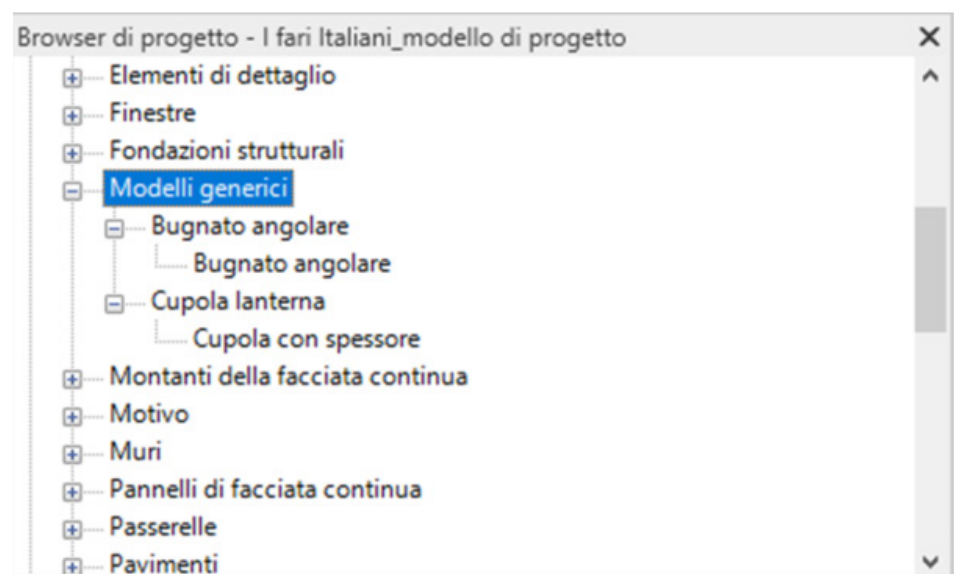 Browser di progetto - I fari Italiani_modello di progetto
Elementi di dettaglio
Finestre
Fondazioni strutturali
Modelli generici
Bugnato angolare
Bugnato angolare
Cupola lanterna
Cupola con spessore
Montanti della facciata continua
Motivo
Muri
Pannelli di facciata continua
Passerelle
Pavimenti